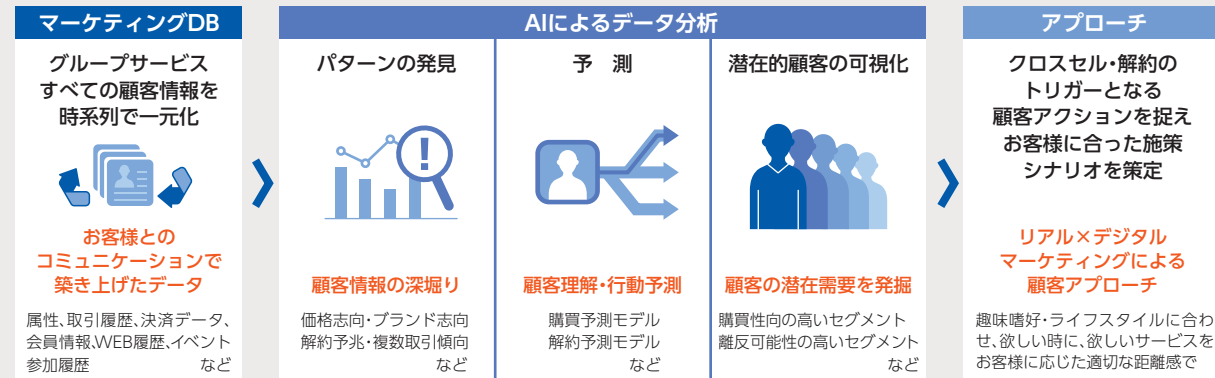 マーケティングDB
グループサービス
すべての顧客情報を
時系列で一元化
お客様との
コミュニケーションで
築き上げたデータ
属性、取引履歴、決済データ、
会員情報、WEB履歴、イベント
参加履歴 など
AIによるデータ分析
パターンの発見
!
顧客情報の深堀り
価格志向・ブランド志向
解約予兆・複数取引傾向
など
予 測
顧客理解・行動予測
購買予測モデル
解約予測モデル
など
潜在的顧客の可視化
顧客の潜在需要を発掘
購買性向の高いセグメント
離反可能性の高いセグメント
など
アプローチ
クロスセル・解約の
トリガーとなる
顧客アクションを捉え
お客様に合った施策
シナリオを策定
リアル×デジタル
マーケティングによる
顧客アプローチ
趣味嗜好・ライフスタイルに合わ
せ、欲しい時に、欲しいサービスを
お客様に応じた適切な距離感で